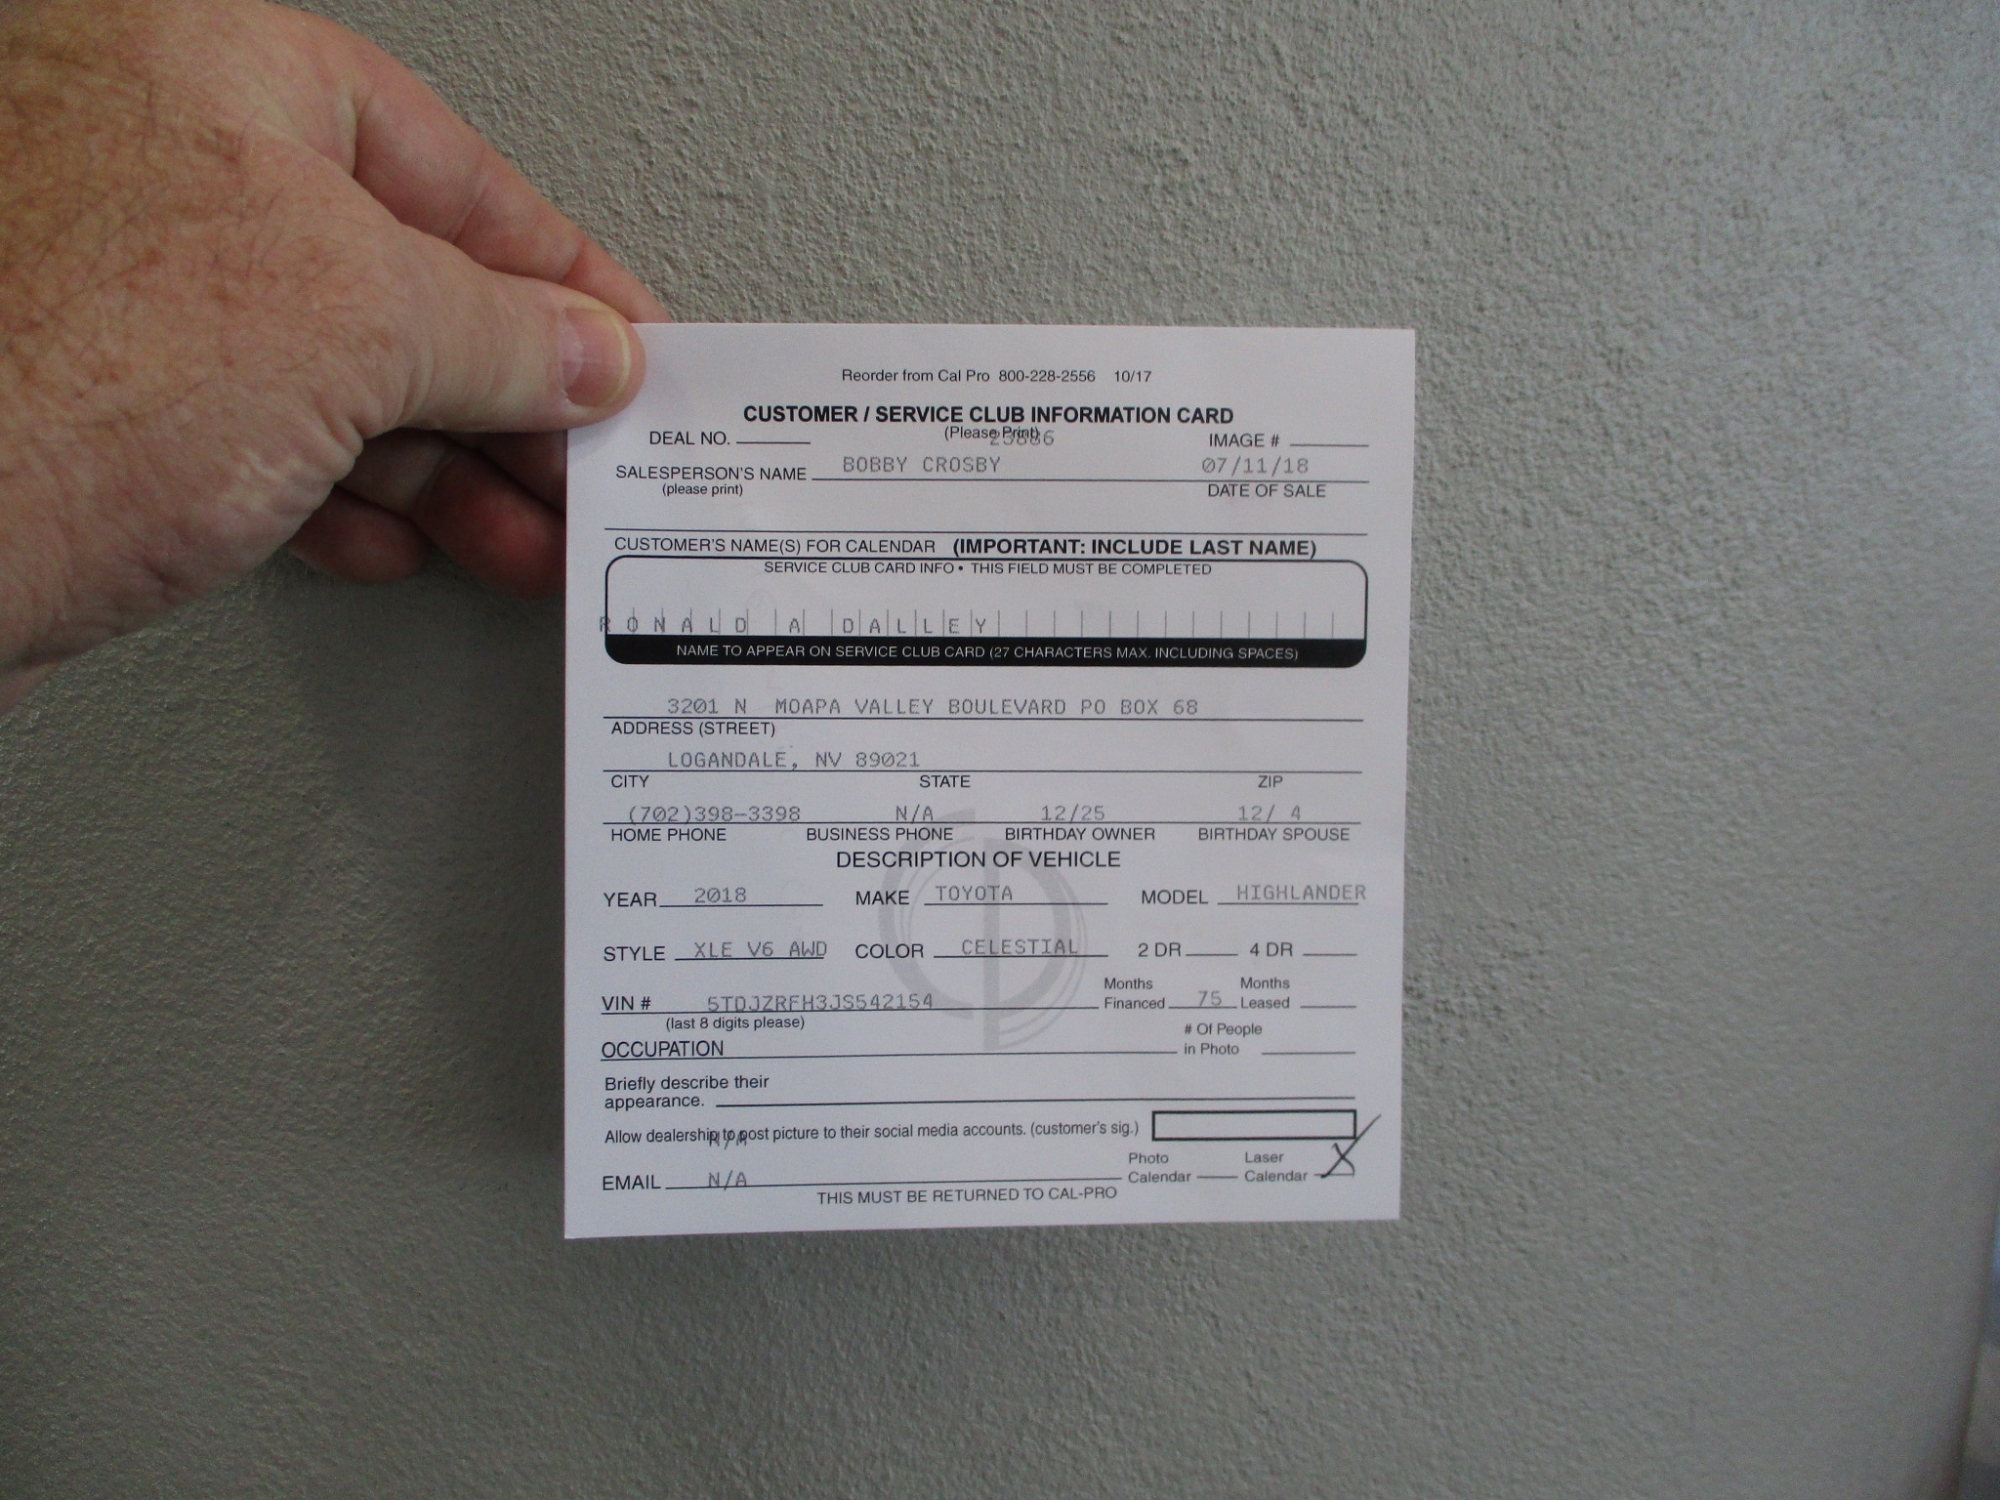 Reorder from Cal Pro 800-228-2556 10/17
CUSTOMER / SERVICE CLUB INFORMATION CARD
(Please Print)
DEAL NO. 23886 IMAGE #
SALESPERSON'S NAME BOBBY CROSBY 07/11/18
(please print) DATE OF SALE
CUSTOMER'S NAME(S) FOR CALENDAR (IMPORTANT: INCLUDE LAST NAME)
SERVICE CLUB CARD INFO • THIS FIELD MUST BE COMPLETED
RONALD A DALLEY
NAME TO APPEAR ON SERVICE CLUB CARD (27 CHARACTERS MAX. INCLUDING SPACES)
3201 N MOAPA VALLEY BOULEVARD PO BOX 68
ADDRESS (STREET)
LOGANDALE, NV 89021
CITY STATE ZIP
(702)398-3398 N/A 12/25 12/ 4
HOME PHONE BUSINESS PHONE BIRTHDAY OWNER BIRTHDAY SPOUSE
DESCRIPTION OF VEHICLE
YEAR 2018 MAKE TOYOTA MODEL HIGHLANDER
STYLE XLE V6 AWD COLOR CELESTIAL 2 DR 4 DR
VIN # 5TDJZRFH3JS542154 Months Financed 75 Months Leased
(last 8 digits please)
OCCUPATION # Of People in Photo
Briefly describe their
appearance.
N/A
Allow dealership to post picture to their social media accounts. (customer's sig.)
EMAIL N/A Photo Calendar Laser Calendar X
THIS MUST BE RETURNED TO CAL-PRO